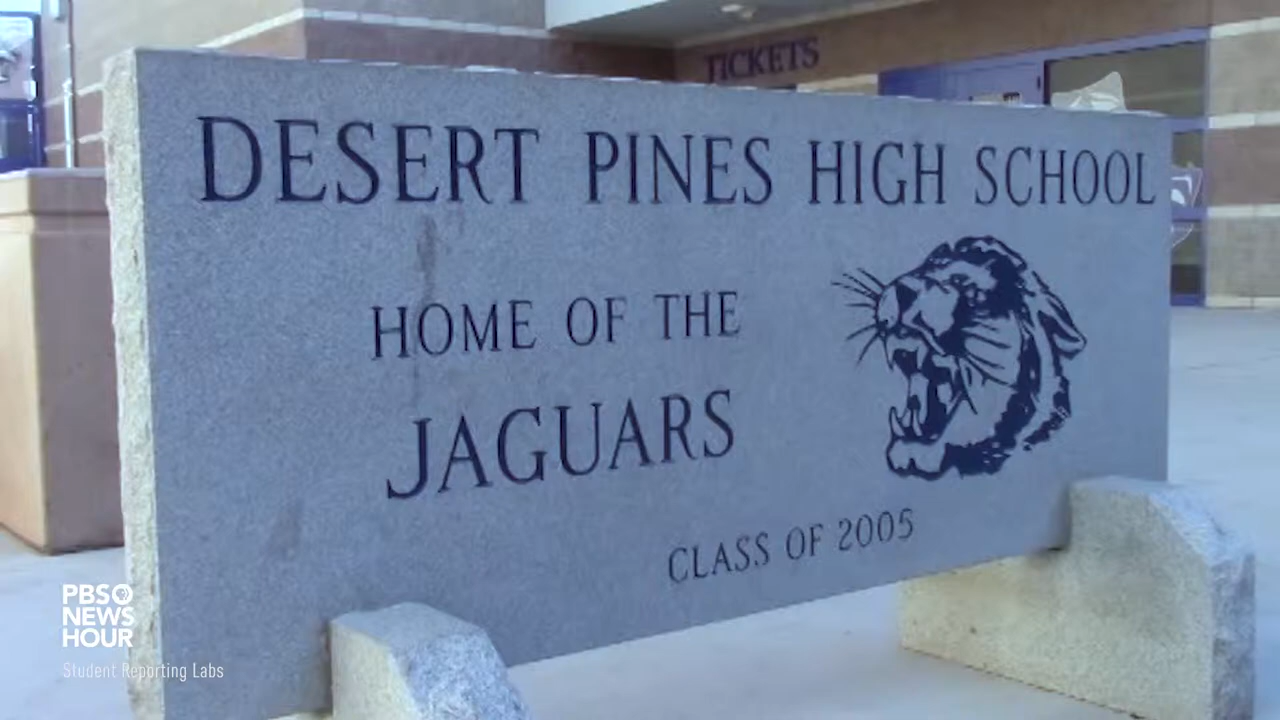 TICKETS
DESERT PINES HIGH SCHOOL
HOME OF THE
JAGUARS
CLASS OF 2005
PBS
NEWS
HOUR
Student Reporting Labs